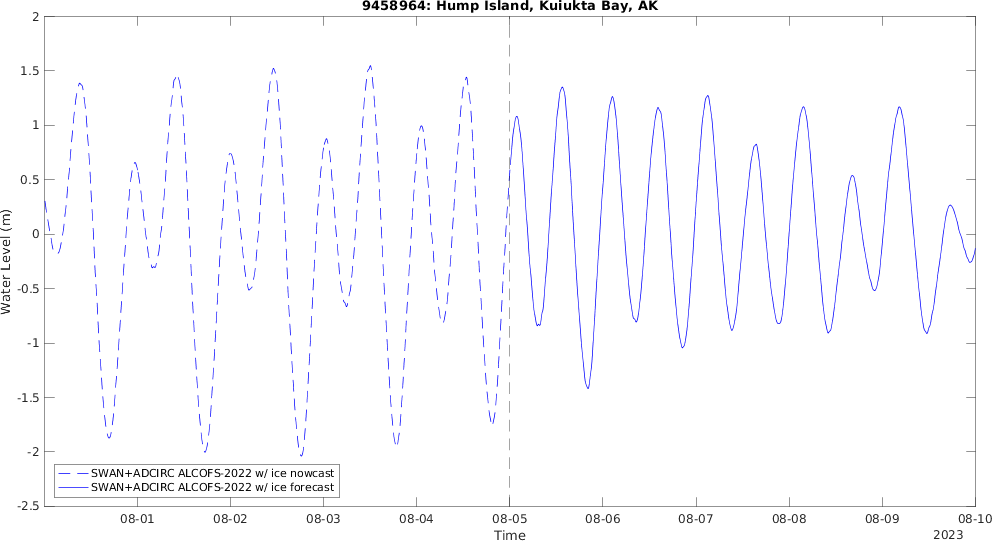 9458964: Hump Island, Kuiukta Bay, AK
2
1.5
1
0.5
0
-0.5
-1
-1.5
-2
-2.5
Water Level (m)
SWAN+ADCIRC ALCOFS-2022 w/ ice nowcast
SWAN+ADCIRC ALCOFS-2022 w/ ice forecast
08-01 08-02 08-03 08-04 08-05 08-06 08-07 08-08 08-09 08-10
Time
2023